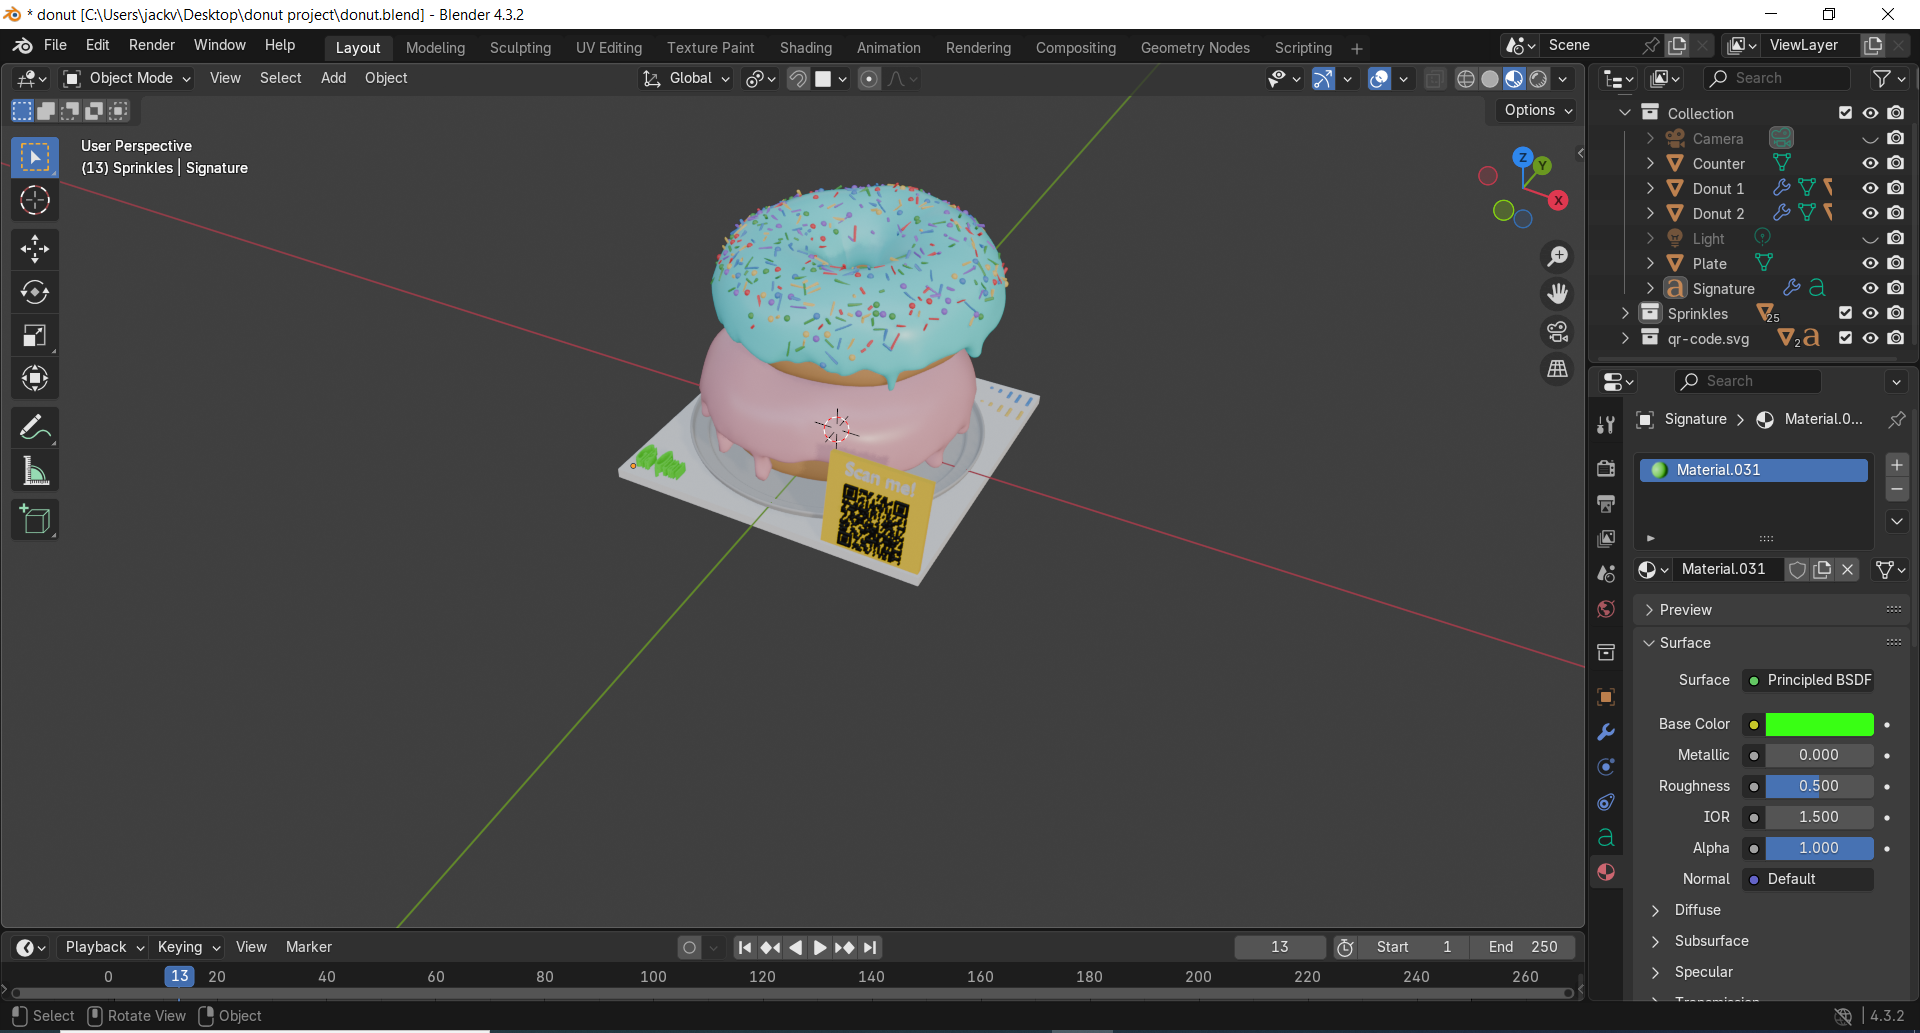 * donut [C:\Users\jackv\Desktop\donut project\donut.blend] - Blender 4.3.2
File Edit Render Window Help
Layout Modeling Sculpting UV Editing Texture Paint Shading Animation Rendering Compositing Geometry Nodes Scripting +
Scene
ViewLayer
Object Mode View Select Add Object
Global
Search
Options
User Perspective
(13) Sprinkles | Signature
Z
Y
X
Collection
Camera
Counter
Donut 1
Donut 2
Light
Plate
Signature
Sprinkles 25
qr-code.svg 2
Search
Signature > Material.0...
Material.031
Material.031
Preview
Surface
Surface Principled BSDF
Base Color
Metallic 0.000
Roughness 0.500
IOR 1.500
Alpha 1.000
Normal Default
Diffuse
Subsurface
Specular
Transmission
Scan me!
Playback Keying View Marker
13
Start 1
End 250
0 13 20 40 60 80 100 120 140 160 180 200 220 240 260
Select Rotate View Object
4.3.2